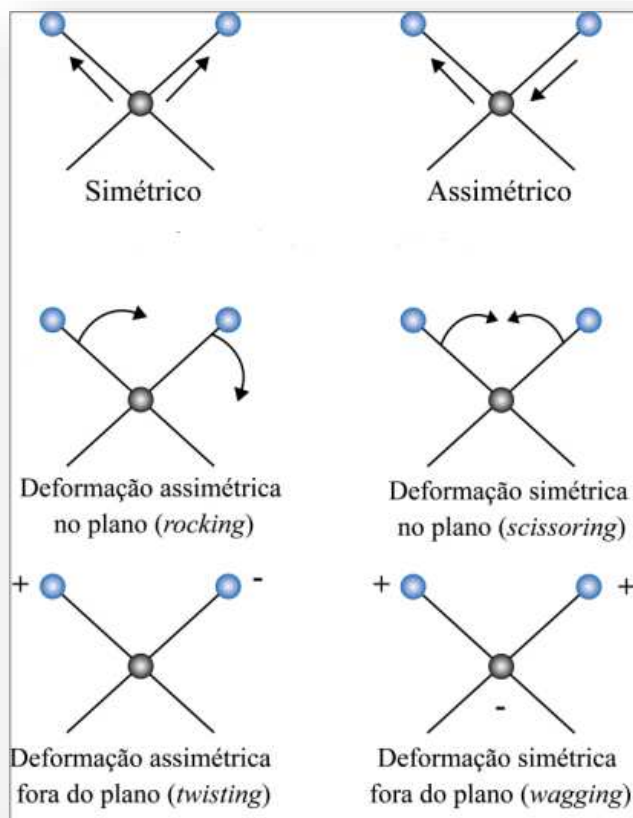 Simétrico
Assimétrico
Deformação assimétrica
no plano (rocking)
Deformação simétrica
no plano (scissoring)
+ -
+ +
-
Deformação assimétrica
fora do plano (twisting)
Deformação simétrica
fora do plano (wagging)